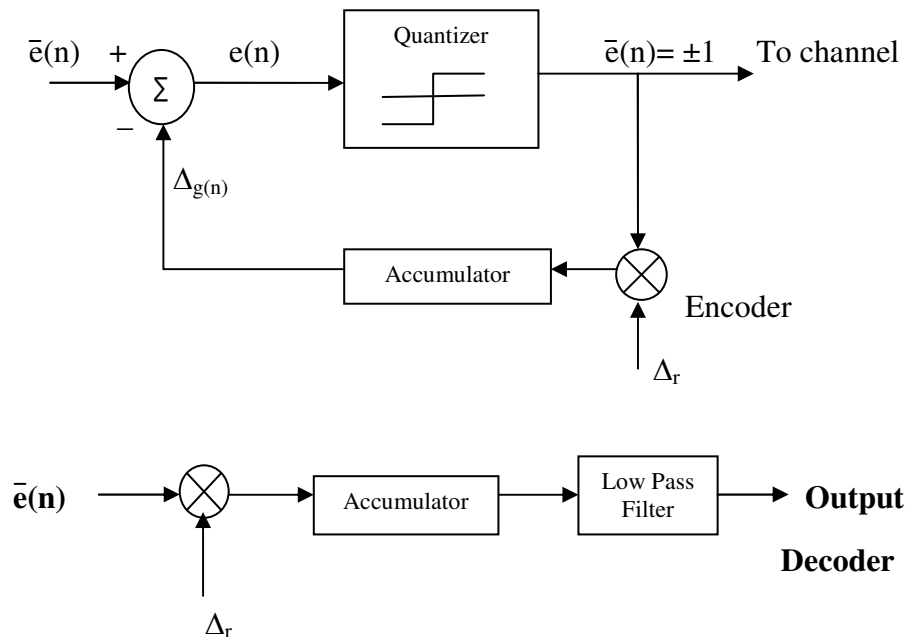 Quantizer
ē(n) + e(n) ē(n)= ±1 To channel
Σ
−
Δg(n)
Accumulator
Encoder
Δr
ē(n) Accumulator Low Pass Filter Output
Decoder
Δr